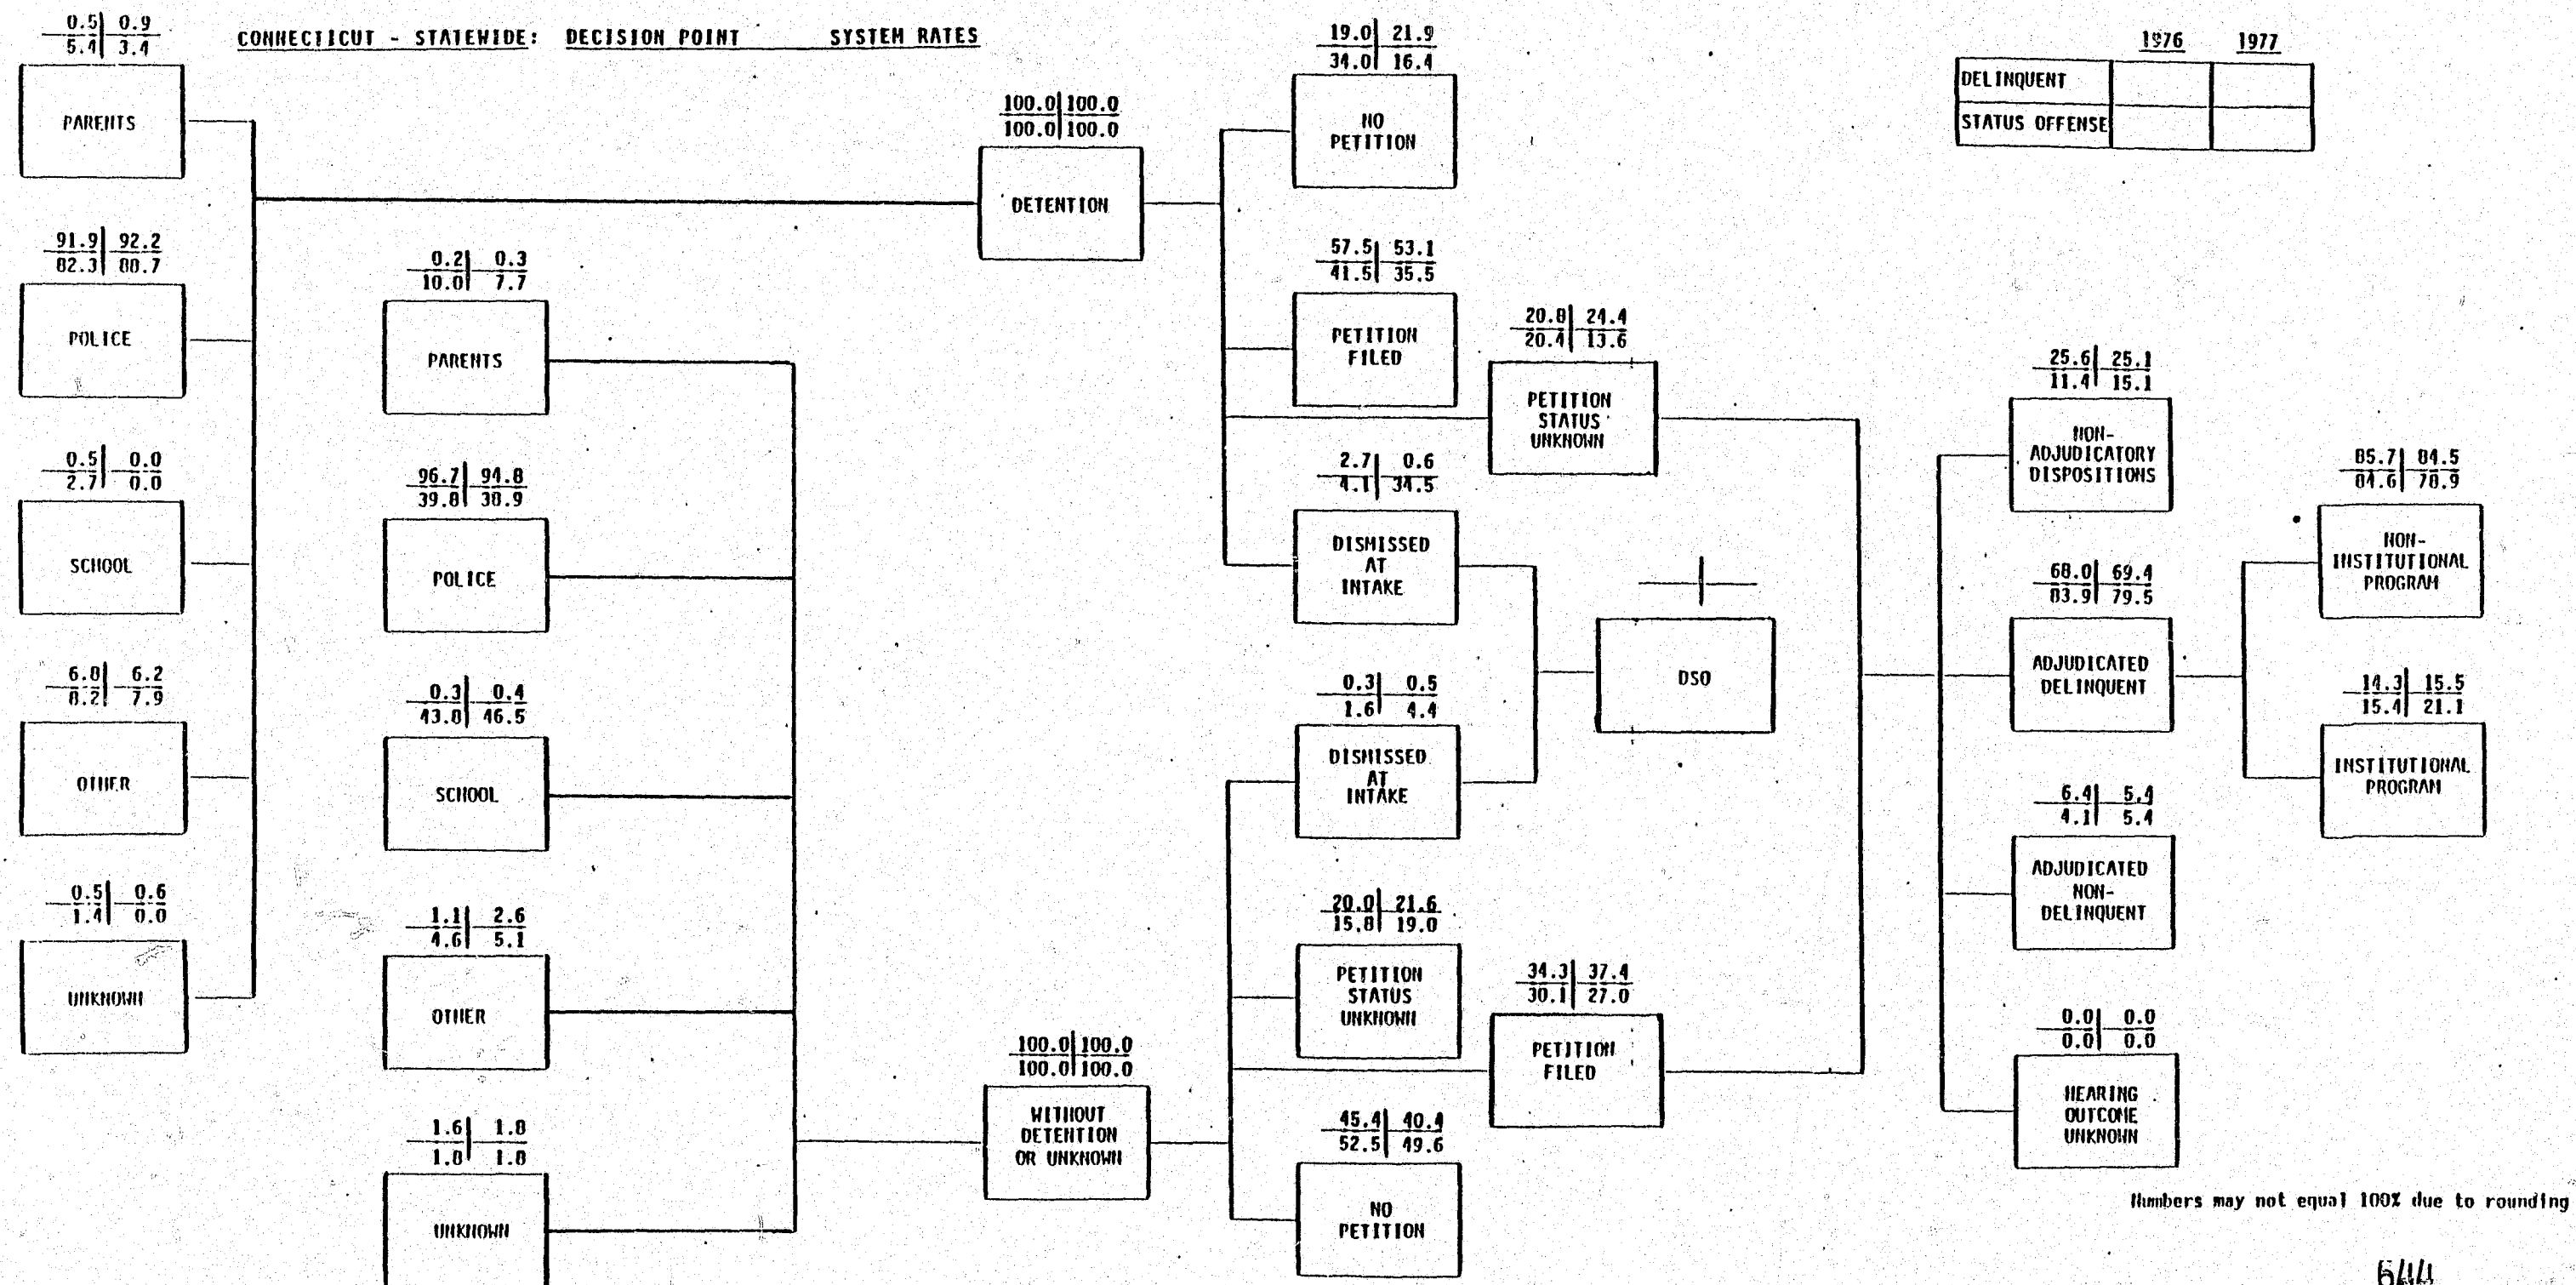 CONNECTICUT - STATEWIDE: DECISION POINT SYSTEM RATES
1976 1977
DELINQUENT
STATUS OFFENSE
0.5 0.9
5.4 3.4
PARENTS
91.9 92.2
82.3 88.7
POLICE
0.5 0.0
2.7 0.0
SCHOOL
6.8 6.2
8.2 7.9
OTHER
0.5 0.6
1.4 0.0
UNKNOWN
0.2 0.3
10.0 7.7
PARENTS
96.7 94.8
39.8 38.9
POLICE
0.3 0.4
43.8 46.5
SCHOOL
1.1 2.6
4.6 5.1
OTHER
1.6 1.8
1.8 1.8
UNKNOWN
100.0 100.0
100.0 100.0
DETENTION
100.0 100.0
100.0 100.0
WITHOUT
DETENTION
OR UNKNOWN
19.0 21.9
34.0 16.4
NO
PETITION
57.5 53.1
41.5 35.5
PETITION
FILED
20.8 24.4
20.4 13.6
PETITION
STATUS
UNKNOWN
2.7 0.6
4.1 34.5
DISMISSED
AT
INTAKE
DSO
0.3 0.5
1.6 4.4
DISMISSED
AT
INTAKE
20.0 21.6
15.8 19.0
PETITION
STATUS
UNKNOWN
34.3 37.4
30.1 27.0
PETITION
FILED
45.4 40.4
52.5 49.6
NO
PETITION
25.6 25.1
11.4 15.1
NON-
ADJUDICATORY
DISPOSITIONS
68.0 69.4
83.9 79.5
ADJUDICATED
DELINQUENT
6.4 5.4
4.1 5.4
ADJUDICATED
NON-
DELINQUENT
0.0 0.0
0.0 0.0
HEARING
OUTCOME
UNKNOWN
85.7 84.5
84.6 78.9
NON-
INSTITUTIONAL
PROGRAM
14.3 15.5
15.4 21.1
INSTITUTIONAL
PROGRAM
Numbers may not equal 100% due to rounding